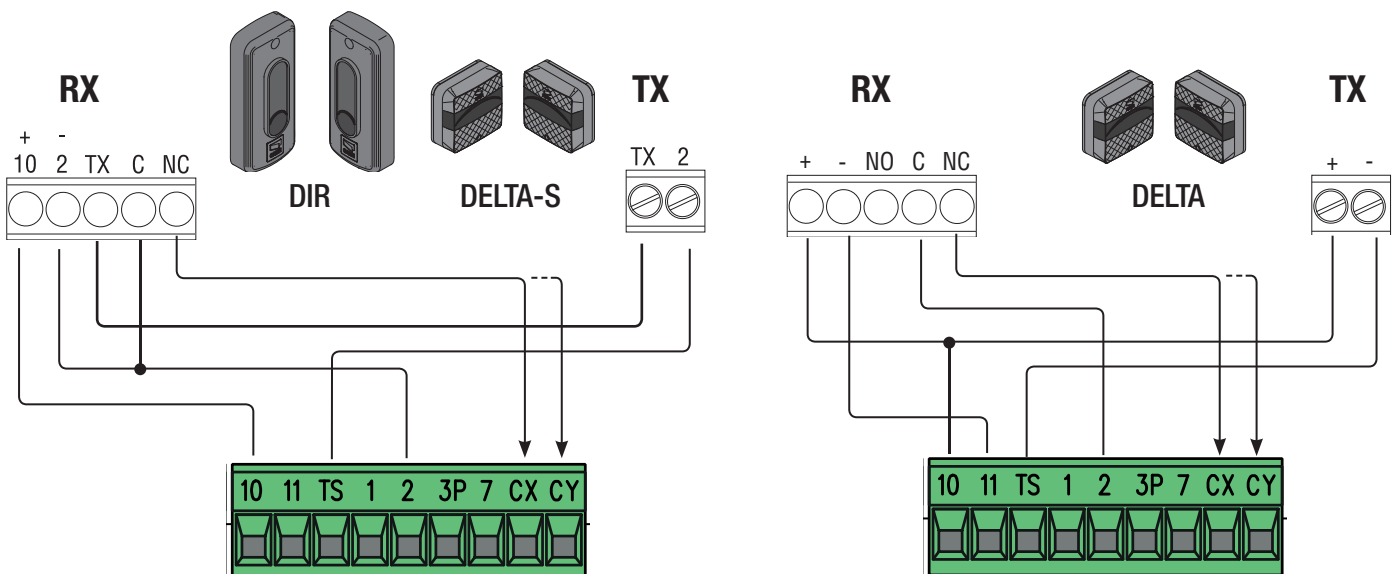 RX
TX
+ -
10 2 TX C NC
TX 2
DIR
DELTA-S
10 11 TS 1 2 3P 7 CX CY
RX
TX
+ - NO C NC
+ -
DELTA
10 11 TS 1 2 3P 7 CX CY